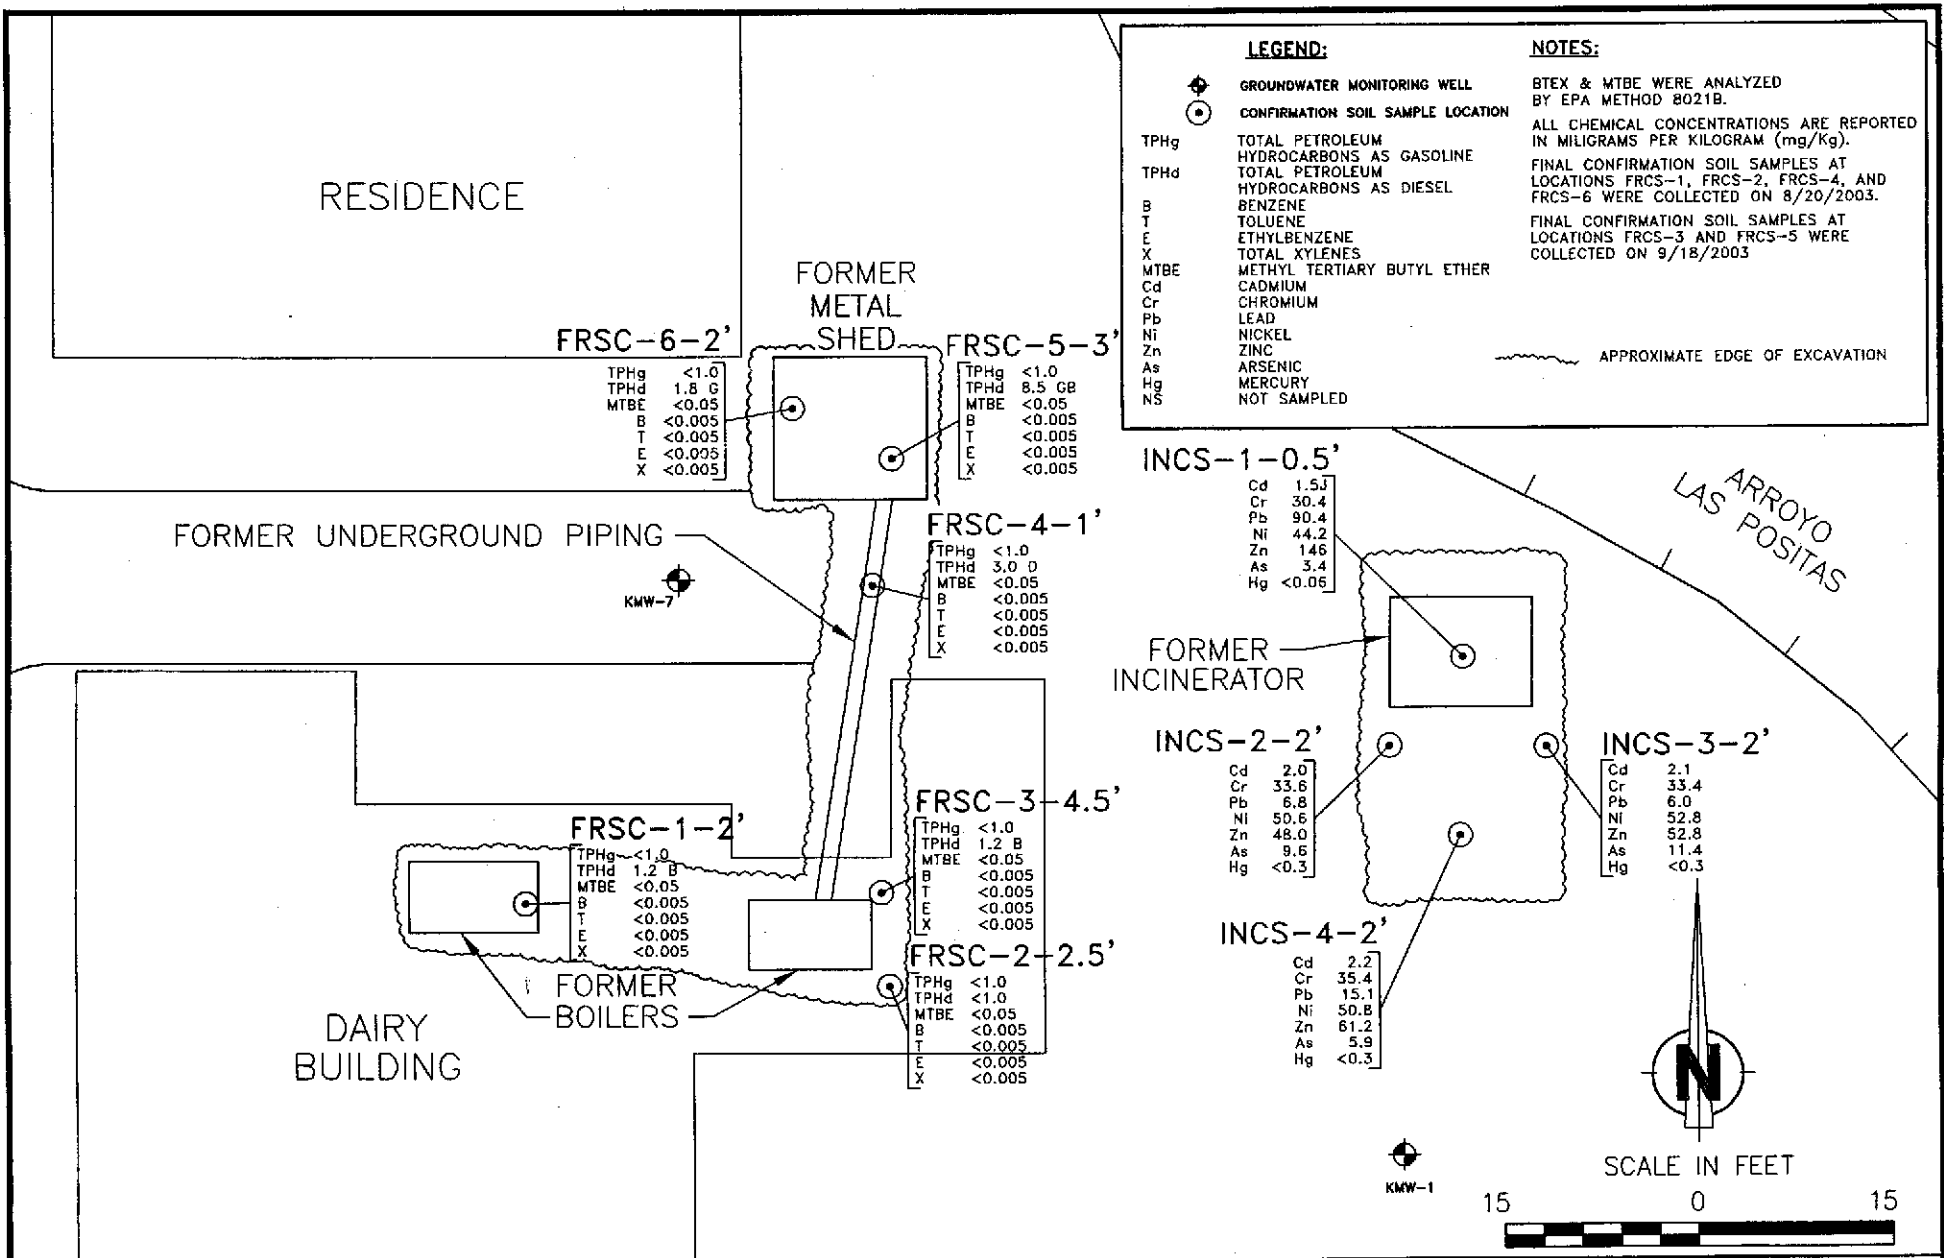 LEGEND:
GROUNDWATER MONITORING WELL
CONFIRMATION SOIL SAMPLE LOCATION
TPHg TOTAL PETROLEUM
HYDROCARBONS AS GASOLINE
TPHd TOTAL PETROLEUM
HYDROCARBONS AS DIESEL
B BENZENE
T TOLUENE
E ETHYLBENZENE
X TOTAL XYLENES
MTBE METHYL TERTIARY BUTYL ETHER
Cd CADMIUM
Cr CHROMIUM
Pb LEAD
Ni NICKEL
Zn ZINC
As ARSENIC
Hg MERCURY
NS NOT SAMPLED
NOTES:
BTEX & MTBE WERE ANALYZED
BY EPA METHOD 8021B.
ALL CHEMICAL CONCENTRATIONS ARE REPORTED
IN MILIGRAMS PER KILOGRAM (mg/Kg).
FINAL CONFIRMATION SOIL SAMPLES AT
LOCATIONS FRCS-1, FRCS-2, FRCS-4, AND
FRCS-6 WERE COLLECTED ON 8/20/2003.
FINAL CONFIRMATION SOIL SAMPLES AT
LOCATIONS FRCS-3 AND FRCS-5 WERE
COLLECTED ON 9/18/2003
APPROXIMATE EDGE OF EXCAVATION
RESIDENCE
FORMER
METAL
SHED
FRSC-6-2'
TPHg <1.0
TPHd 1.8 G
MTBE <0.05
B <0.005
T <0.005
E <0.005
X <0.005
FRSC-5-3'
TPHg <1.0
TPHd 8.5 GB
MTBE <0.05
B <0.005
T <0.005
E <0.005
X <0.005
FORMER UNDERGROUND PIPING
KMW-7
FRSC-4-1'
TPHg <1.0
TPHd 3.0 D
MTBE <0.05
B <0.005
T <0.005
E <0.005
X <0.005
INCS-1-0.5'
Cd 1.5J
Cr 30.4
Pb 90.4
Ni 44.2
Zn 146
As 3.4
Hg <0.06
ARROYO
LAS POSITAS
FORMER
INCINERATOR
INCS-2-2'
Cd 2.0
Cr 33.6
Pb 6.8
Ni 50.6
Zn 48.0
As 9.6
Hg <0.3
INCS-3-2'
Cd 2.1
Cr 33.4
Pb 6.0
Ni 52.8
Zn 52.8
As 11.4
Hg <0.3
FRSC-3-4.5'
TPHg <1.0
TPHd 1.2 B
MTBE <0.05
B <0.005
T <0.005
E <0.005
X <0.005
FRSC-1-2'
TPHg <1.0
TPHd 1.2 B
MTBE <0.05
B <0.005
T <0.005
E <0.005
X <0.005
FRSC-2-2.5'
TPHg <1.0
TPHd <1.0
MTBE <0.05
B <0.005
T <0.005
E <0.005
X <0.005
INCS-4-2'
Cd 2.2
Cr 35.4
Pb 15.1
Ni 50.8
Zn 61.2
As 5.9
Hg <0.3
FORMER
BOILERS
DAIRY
BUILDING
KMW-1
N
SCALE IN FEET
15 0 15